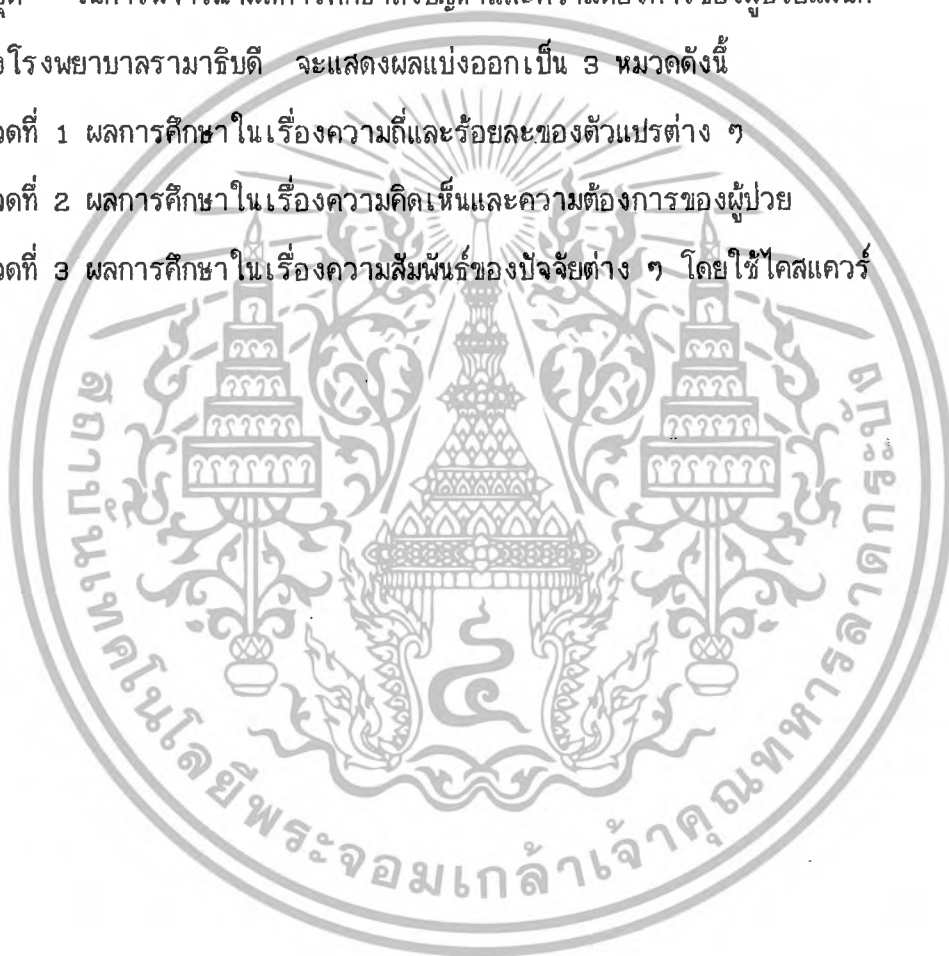 โรงพยาบาลรามาธิบดี จะแสดงผลแบ่งออกเป็น 3 หมวดดังนี้
ที่ 1 ผลการศึกษาในเรื่องความถี่และร้อยละของตัวแปรต่าง ๆ
ที่ 2 ผลการศึกษาในเรื่องความคิดเห็นและความต้องการของผู้ป่วย
ที่ 3 ผลการศึกษาในเรื่องความสัมพันธ์ของปัจจัยต่าง ๆ โดยใช้ไคสแควร์
สถาบันเทคโนโลยีพระจอมเกล้าเจ้าคุณทหารลาดกระบัง